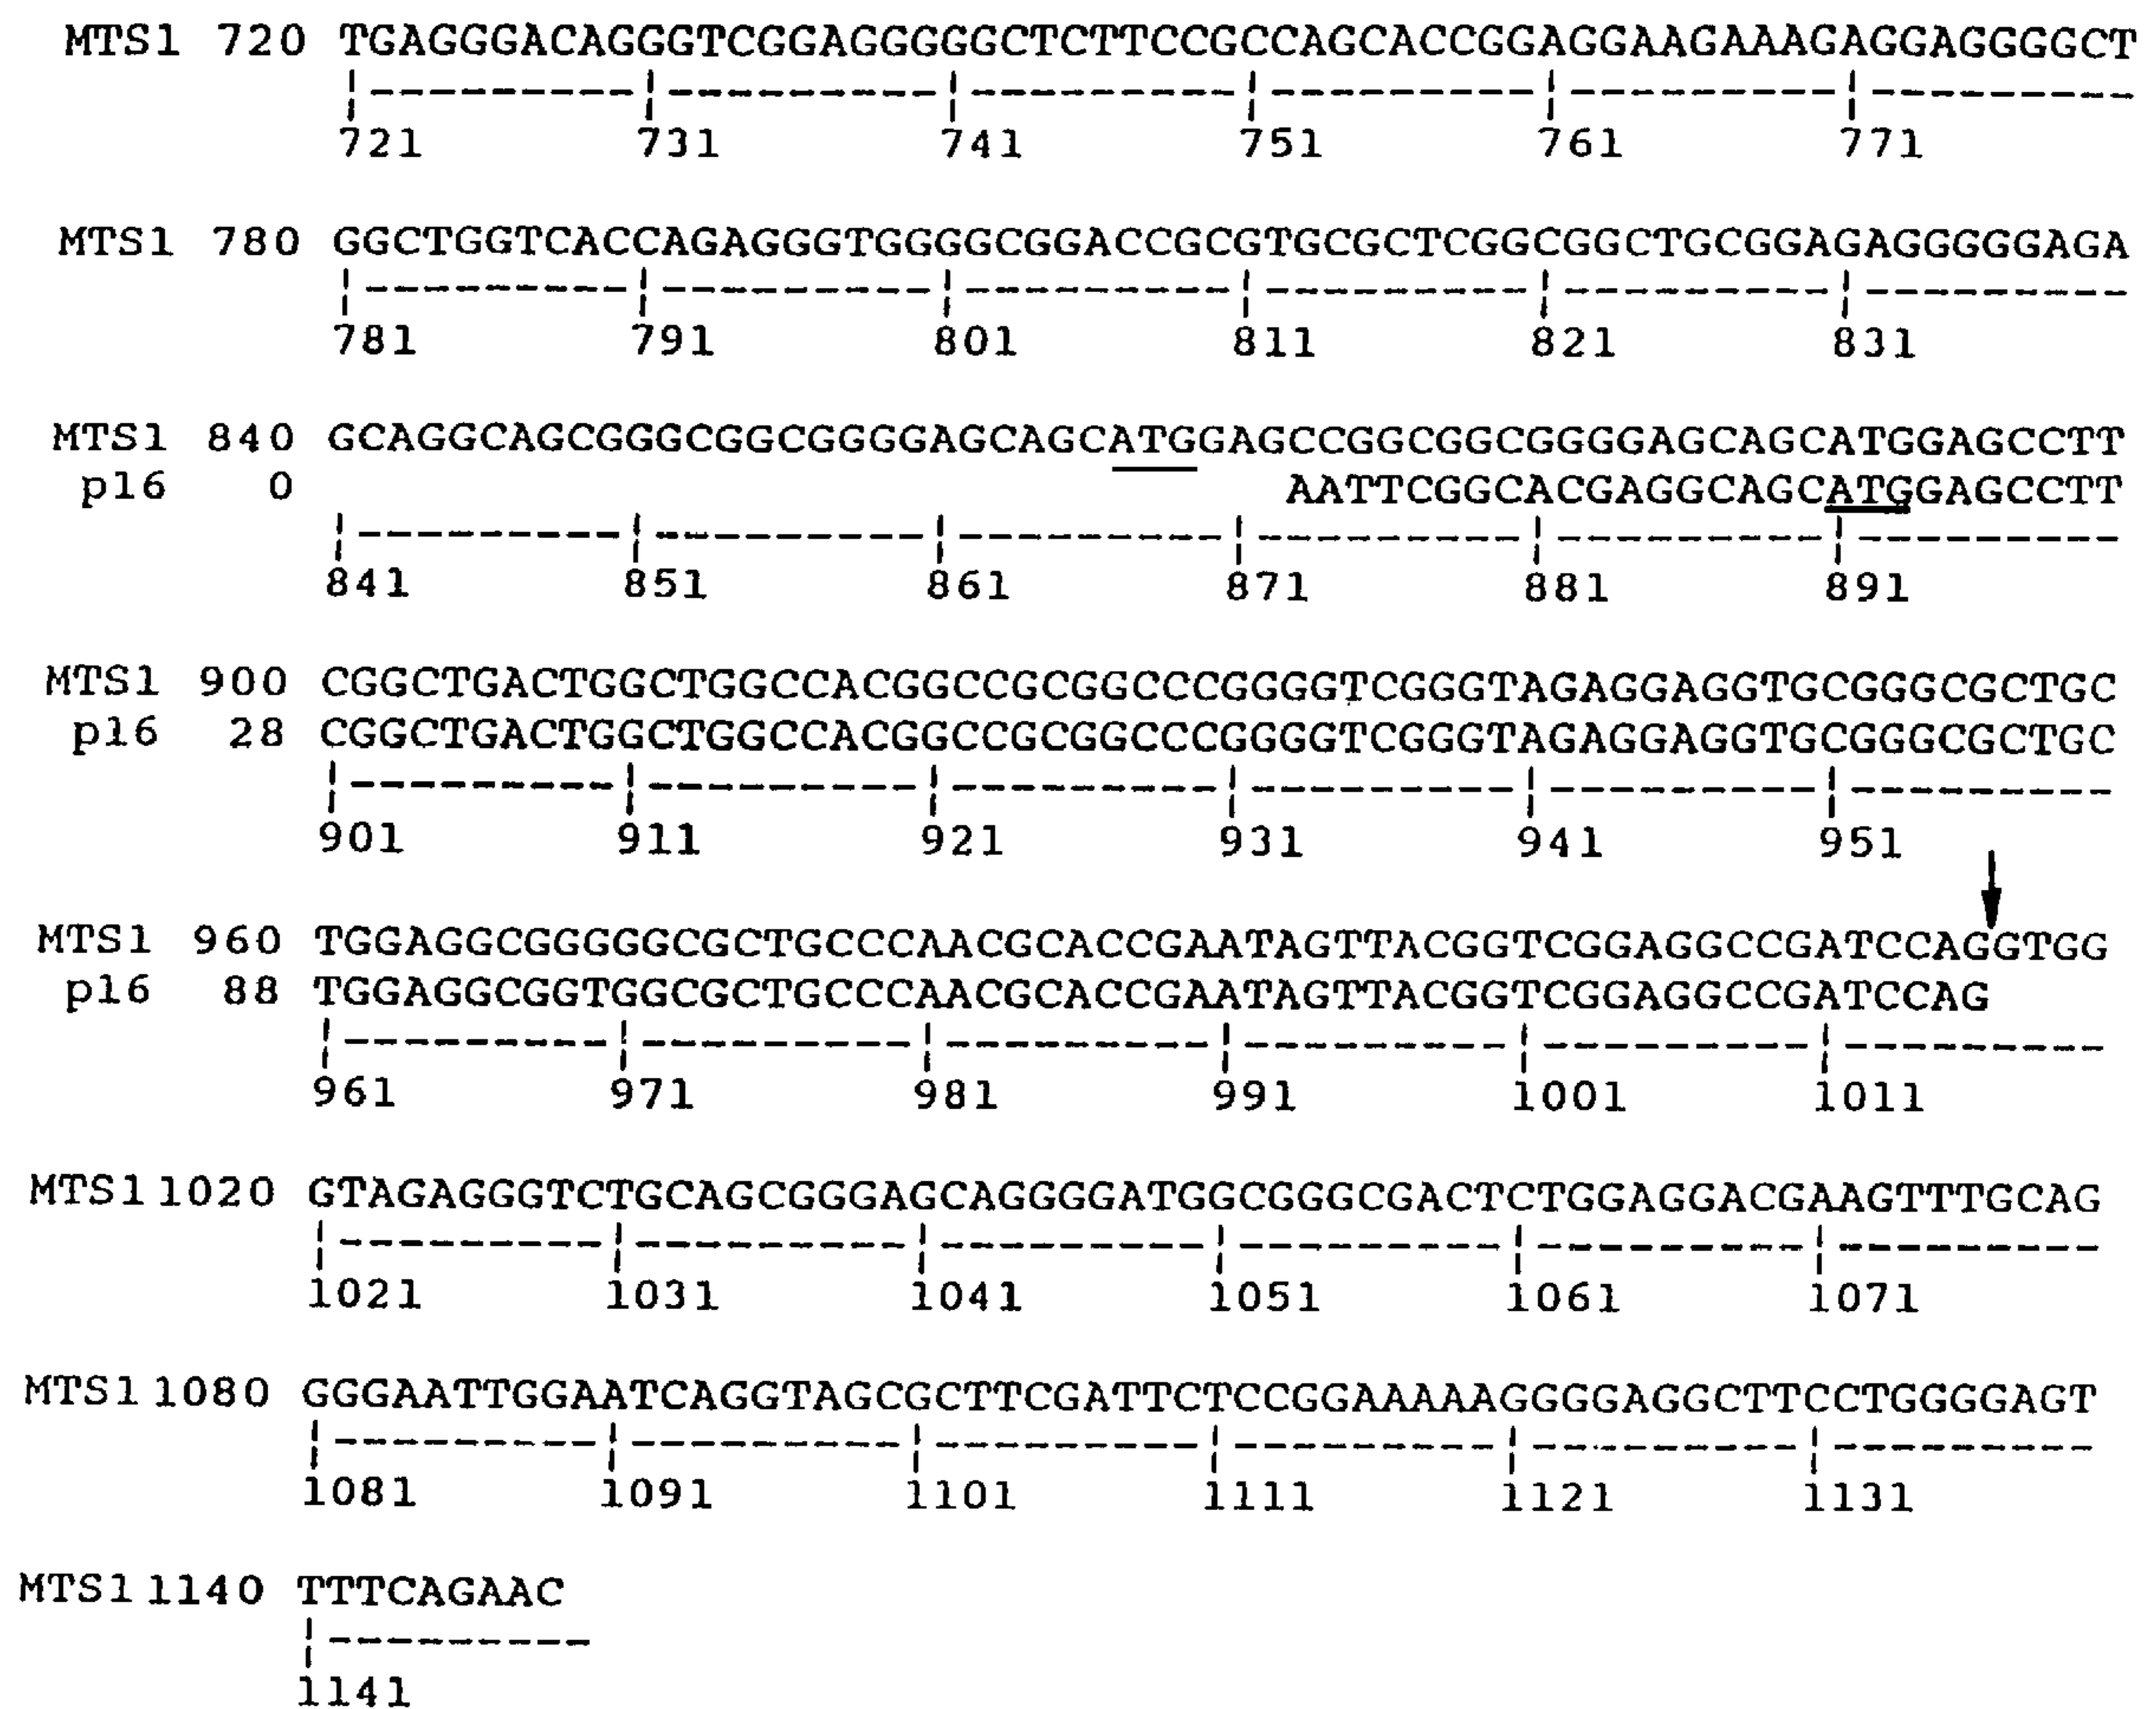 MTS1 720 TGAGGGACAGGGTCGGAGGGGGCTCTTCCGCCAGCACCGGAGGAAGAAAGAGGAGGGGCT
721 731 741 751 761 771
MTS1 780 GGCTGGTCACCAGAGGGTGGGGCGGACCGCGTGCGCTCGGCGGCTGCGGAGAGGGGGAGA
781 791 801 811 821 831
MTS1 840 GCAGGCAGCGGGCGGCGGGGAGCAGCATGGAGCCGGCGGCGGGGAGCAGCATGGAGCCTT
p16 0 AATTCGGCACGAGGCAGCATGGAGCCTT
841 851 861 871 881 891
MTS1 900 CGGCTGACTGGCTGGCCACGGCCGCGGCCCGGGGTCGGGTAGAGGAGGTGCGGGCGCTGC
p16 28 CGGCTGACTGGCTGGCCACGGCCGCGGCCCGGGGTCGGGTAGAGGAGGTGCGGGCGCTGC
901 911 921 931 941 951
MTS1 960 TGGAGGCGGGGGCGCTGCCCAACGCACCGAATAGTTACGGTCGGAGGCCGATCCAGGTGG
p16 88 TGGAGGCGGTGGCGCTGCCCAACGCACCGAATAGTTACGGTCGGAGGCCGATCCAG
961 971 981 991 1001 1011
MTS1 1020 GTAGAGGGTCTGCAGCGGGAGCAGGGGATGGCGGGCGACTCTGGAGGACGAAGTTTGCAG
1021 1031 1041 1051 1061 1071
MTS1 1080 GGGAATTGGAATCAGGTAGCGCTTCGATTCTCCGGAAAAAGGGGAGGCTTCCTGGGGAGT
1081 1091 1101 1111 1121 1131
MTS1 1140 TTTCAGAAC
1141